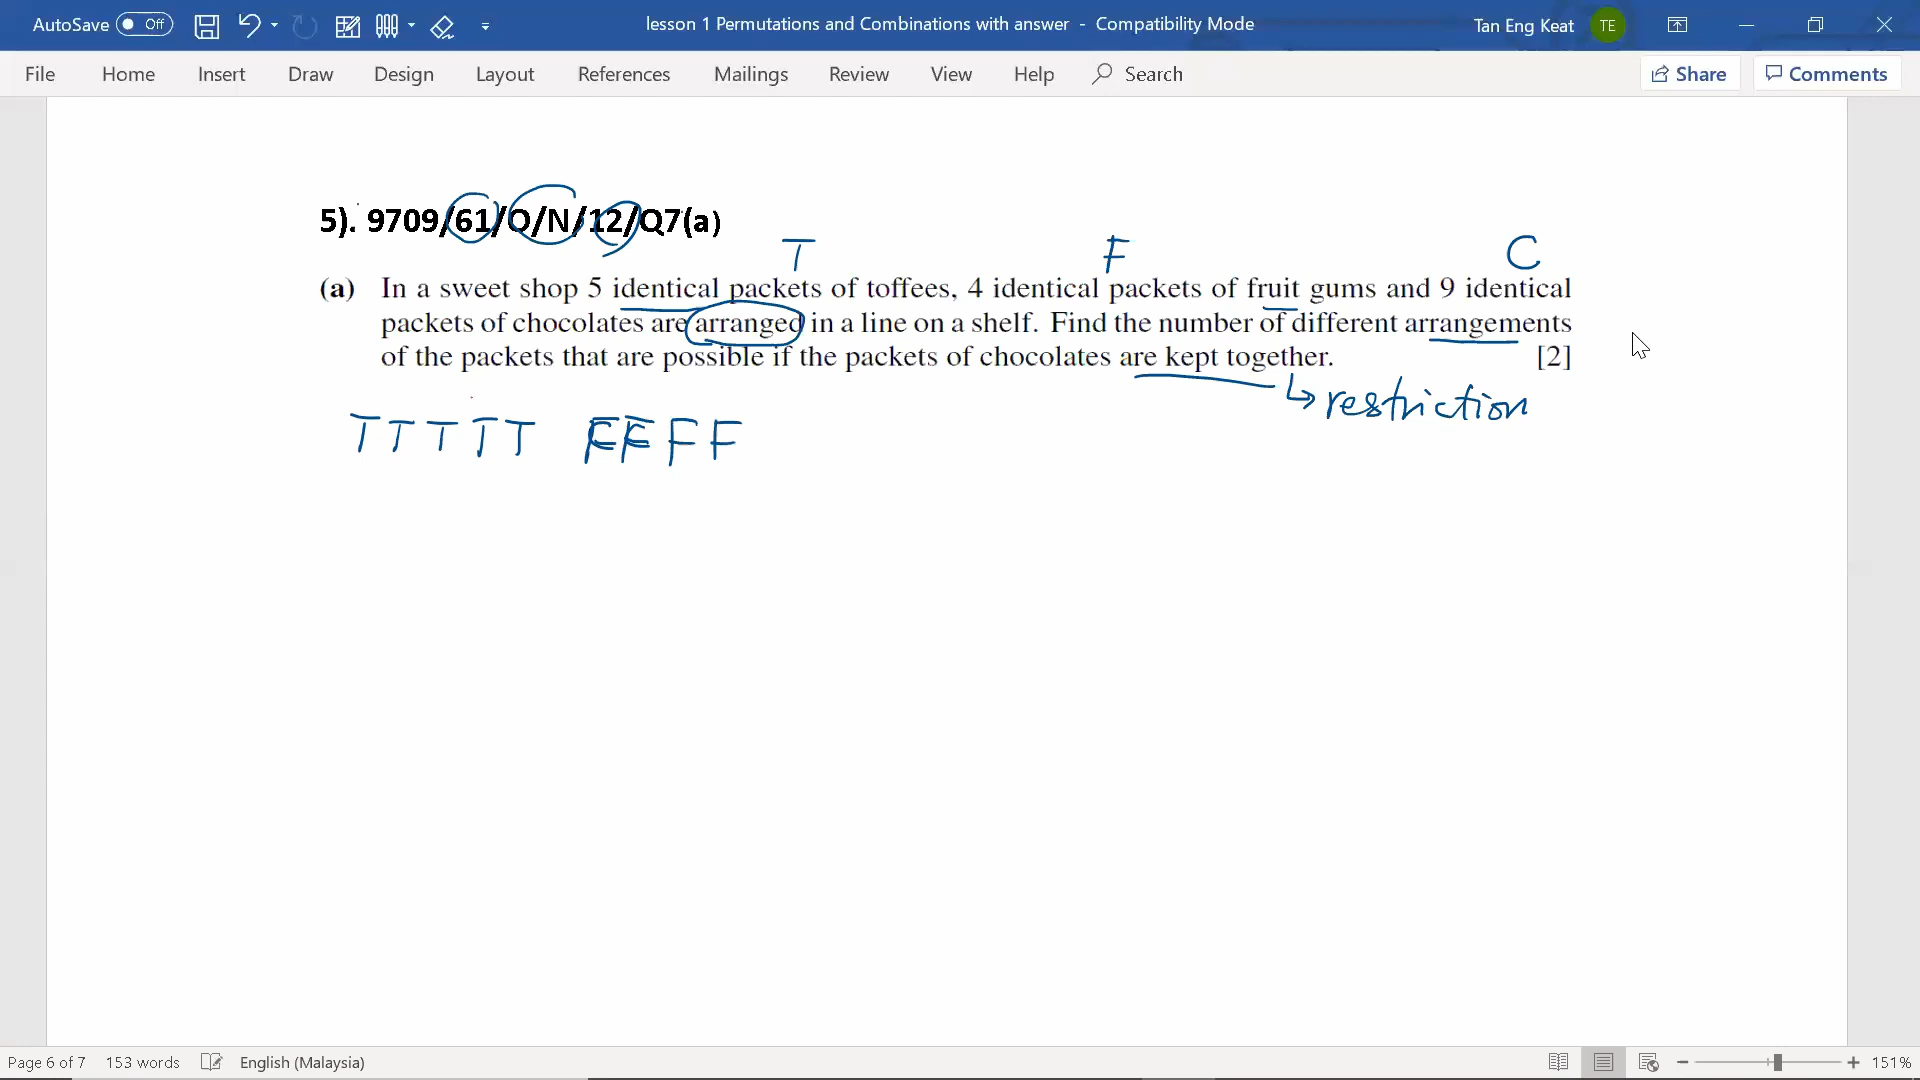 AutoSave Off lesson 1 Permutations and Combinations with answer - Compatibility Mode Tan Eng Keat TE
File Home Insert Draw Design Layout References Mailings Review View Help Search Share Comments
5). 9709/61/O/N/12/Q7(a)
T F C
(a) In a sweet shop 5 identical packets of toffees, 4 identical packets of fruit gums and 9 identical
packets of chocolates are arranged in a line on a shelf. Find the number of different arrangements
of the packets that are possible if the packets of chocolates are kept together. [2]
restriction
T T T T T F F F F
Page 6 of 7 153 words English (Malaysia) 151%